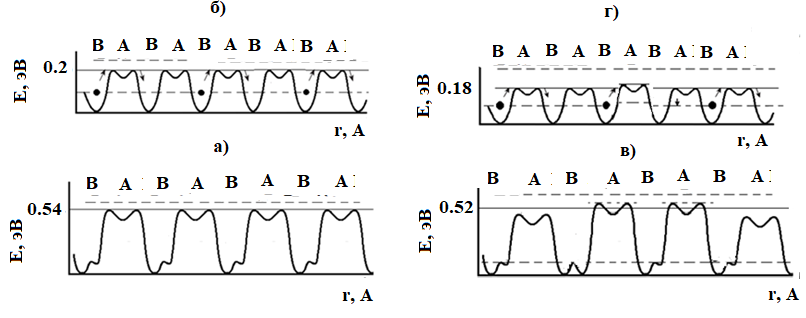 б)
В А В А В А В А В А
0.2
Е, эВ
r, А
г)
В А В А В А В А В А
0.18
Е, эВ
r, А
а)
В А В А В А В А
0.54
Е, эВ
r, А
в)
В А В А В А В А
0.52
Е, эВ
r, А